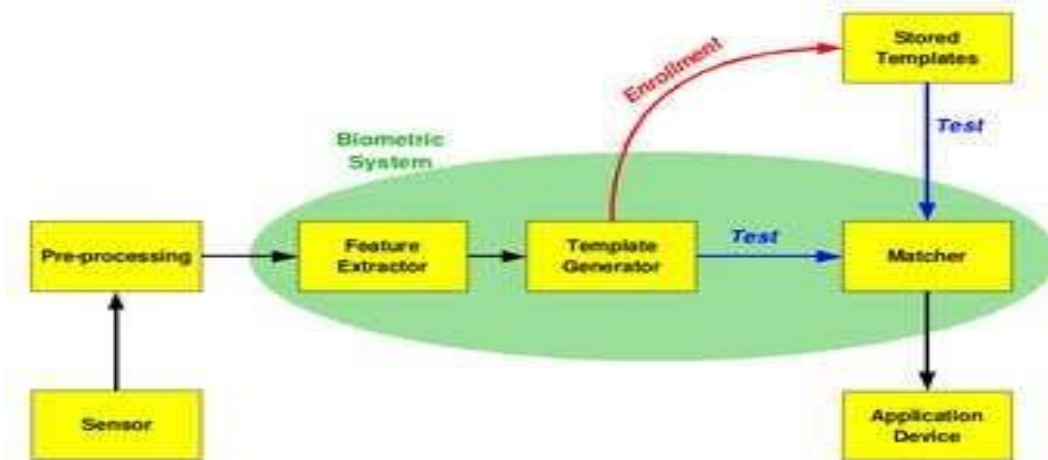 Stored
Templates
Enrollment
Test
Biometric
System
Pre-processing
Feature
Extractor
Template
Generator
Test
Matcher
Sensor
Application
Device